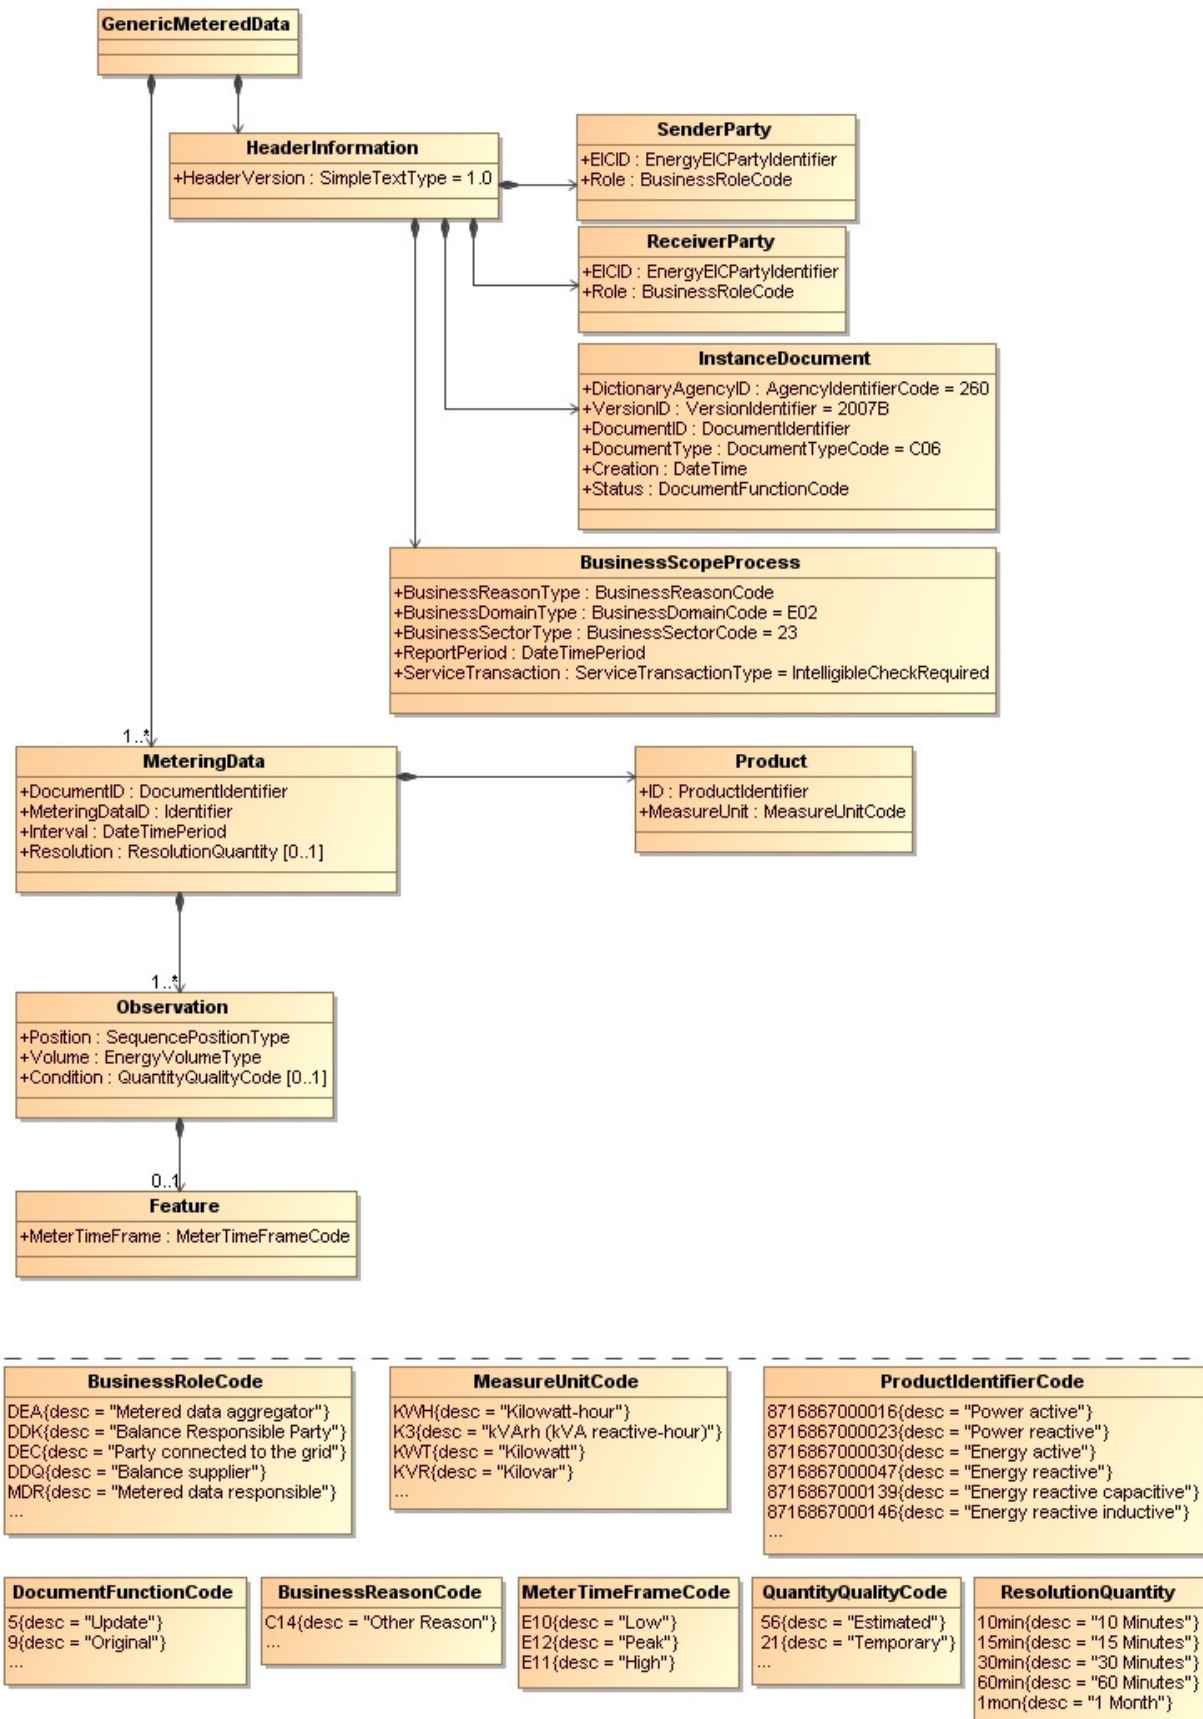 GenericMeteredData
HeaderInformation
+HeaderVersion : SimpleTextType = 1.0
SenderParty
+EICID : EnergyEICPartyIdentifier
+Role : BusinessRoleCode
ReceiverParty
+EICID : EnergyEICPartyIdentifier
+Role : BusinessRoleCode
InstanceDocument
+DictionaryAgencyID : AgencyIdentifierCode = 260
+VersionID : VersionIdentifier = 2007B
+DocumentID : DocumentIdentifier
+DocumentType : DocumentTypeCode = C06
+Creation : DateTime
+Status : DocumentFunctionCode
BusinessScopeProcess
+BusinessReasonType : BusinessReasonCode
+BusinessDomainType : BusinessDomainCode = E02
+BusinessSectorType : BusinessSectorCode = 23
+ReportPeriod : DateTimePeriod
+ServiceTransaction : ServiceTransactionType = IntelligibleCheckRequired
1..*
MeteringData
+DocumentID : DocumentIdentifier
+MeteringDataID : Identifier
+Interval : DateTimePeriod
+Resolution : ResolutionQuantity [0..1]
Product
+ID : ProductIdentifier
+MeasureUnit : MeasureUnitCode
1..*
Observation
+Position : SequencePositionType
+Volume : EnergyVolumeType
+Condition : QuantityQualityCode [0..1]
0..1
Feature
+MeterTimeFrame : MeterTimeFrameCode
BusinessRoleCode
DEA{desc = "Metered data aggregator"}
DDK{desc = "Balance Responsible Party"}
DEC{desc = "Party connected to the grid"}
DDQ{desc = "Balance supplier"}
MDR{desc = "Metered data responsible"}
...
MeasureUnitCode
KWH{desc = "Kilowatt-hour"}
K3{desc = "kVArh (kVA reactive-hour)"}
KWT{desc = "Kilowatt"}
KVR{desc = "Kilovar"}
...
ProductIdentifierCode
8716867000016{desc = "Power active"}
8716867000023{desc = "Power reactive"}
8716867000030{desc = "Energy active"}
8716867000047{desc = "Energy reactive"}
8716867000139{desc = "Energy reactive capacitive"}
8716867000146{desc = "Energy reactive inductive"}
...
DocumentFunctionCode
5{desc = "Update"}
9{desc = "Original"}
...
BusinessReasonCode
C14{desc = "Other Reason"}
...
MeterTimeFrameCode
E10{desc = "Low"}
E12{desc = "Peak"}
E11{desc = "High"}
QuantityQualityCode
56{desc = "Estimated"}
21{desc = "Temporary"}
...
ResolutionQuantity
10min{desc = "10 Minutes"}
15min{desc = "15 Minutes"}
30min{desc = "30 Minutes"}
60min{desc = "60 Minutes"}
1mon{desc = "1 Month"}